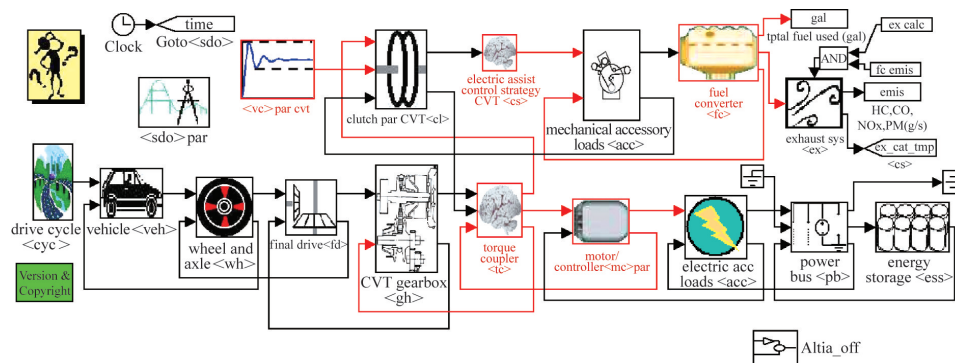 time
Clock
Goto<sdo>
<sdo>par
<vc>par cvt
clutch par CVT<cl>
electric assist
control strategy
CVT <cs>
mechanical accessory
loads <acc>
fuel
converter
<fc>
gal
tptal fuel used (gal)
ex calc
AND
fc emis
emis
HC,CO,
NOx,PM(g/s)
exhaust sys
<ex>
ex_cat_tmp
<cs>
drive cycle
<cyc>
vehicle<veh>
wheel and
axle <wh>
final drive<fd>
CVT gearbox
<gh>
torque
coupler
<tc>
motor/
controller<mc>par
electric acc
loads <acc>
power
bus <pb>
energy
storage <ess>
Version &
Copyright
Altia_off